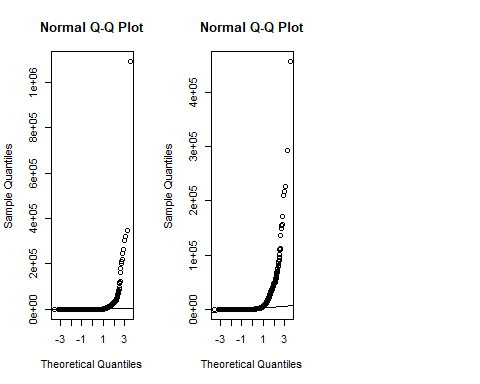 Normal Q-Q Plot
Sample Quantiles
0e+00 2e+05 4e+05 6e+05 8e+05 1e+06
-3 -1 1 3
Theoretical Quantiles
Normal Q-Q Plot
Sample Quantiles
0e+00 1e+05 2e+05 3e+05 4e+05
-3 -1 1 3
Theoretical Quantiles